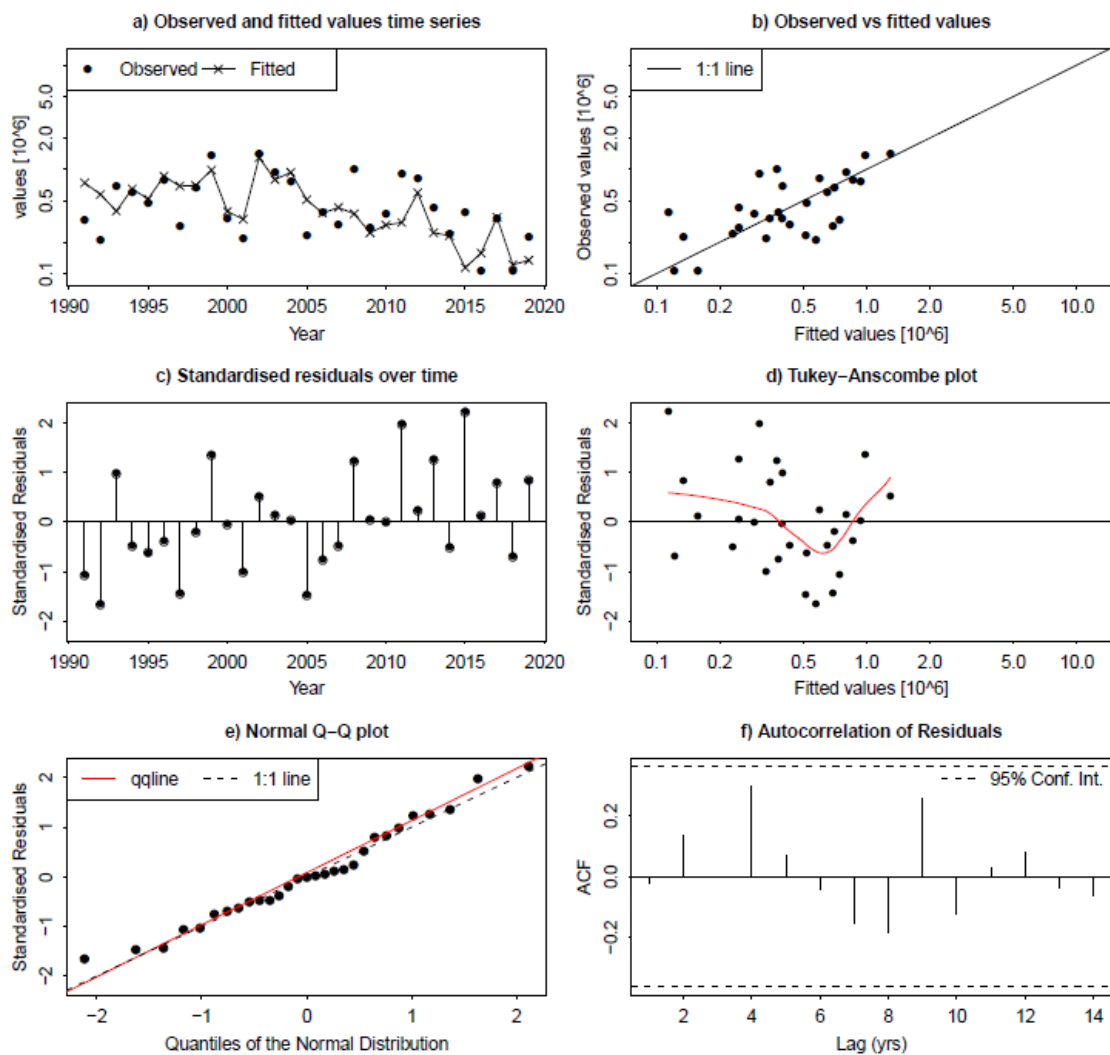 a) Observed and fitted values time series
values [10^6]
0.1 0.5 2.0 5.0
Observed Fitted
1990 1995 2000 2005 2010 2015 2020
Year
b) Observed vs fitted values
Observed values [10^6]
0.1 0.5 2.0 5.0
1:1 line
0.1 0.2 0.5 1.0 2.0 5.0 10.0
Fitted values [10^6]
c) Standardised residuals over time
Standardised Residuals
−2 −1 0 1 2
1990 1995 2000 2005 2010 2015 2020
Year
d) Tukey−Anscombe plot
Standardised Residuals
−2 −1 0 1 2
0.1 0.2 0.5 1.0 2.0 5.0 10.0
Fitted values [10^6]
e) Normal Q−Q plot
Standardised Residuals
−2 −1 0 1 2
qqline 1:1 line
−2 −1 0 1 2
Quantiles of the Normal Distribution
f) Autocorrelation of Residuals
ACF
−0.2 0.0 0.2
95% Conf. Int.
2 4 6 8 10 12 14
Lag (yrs)